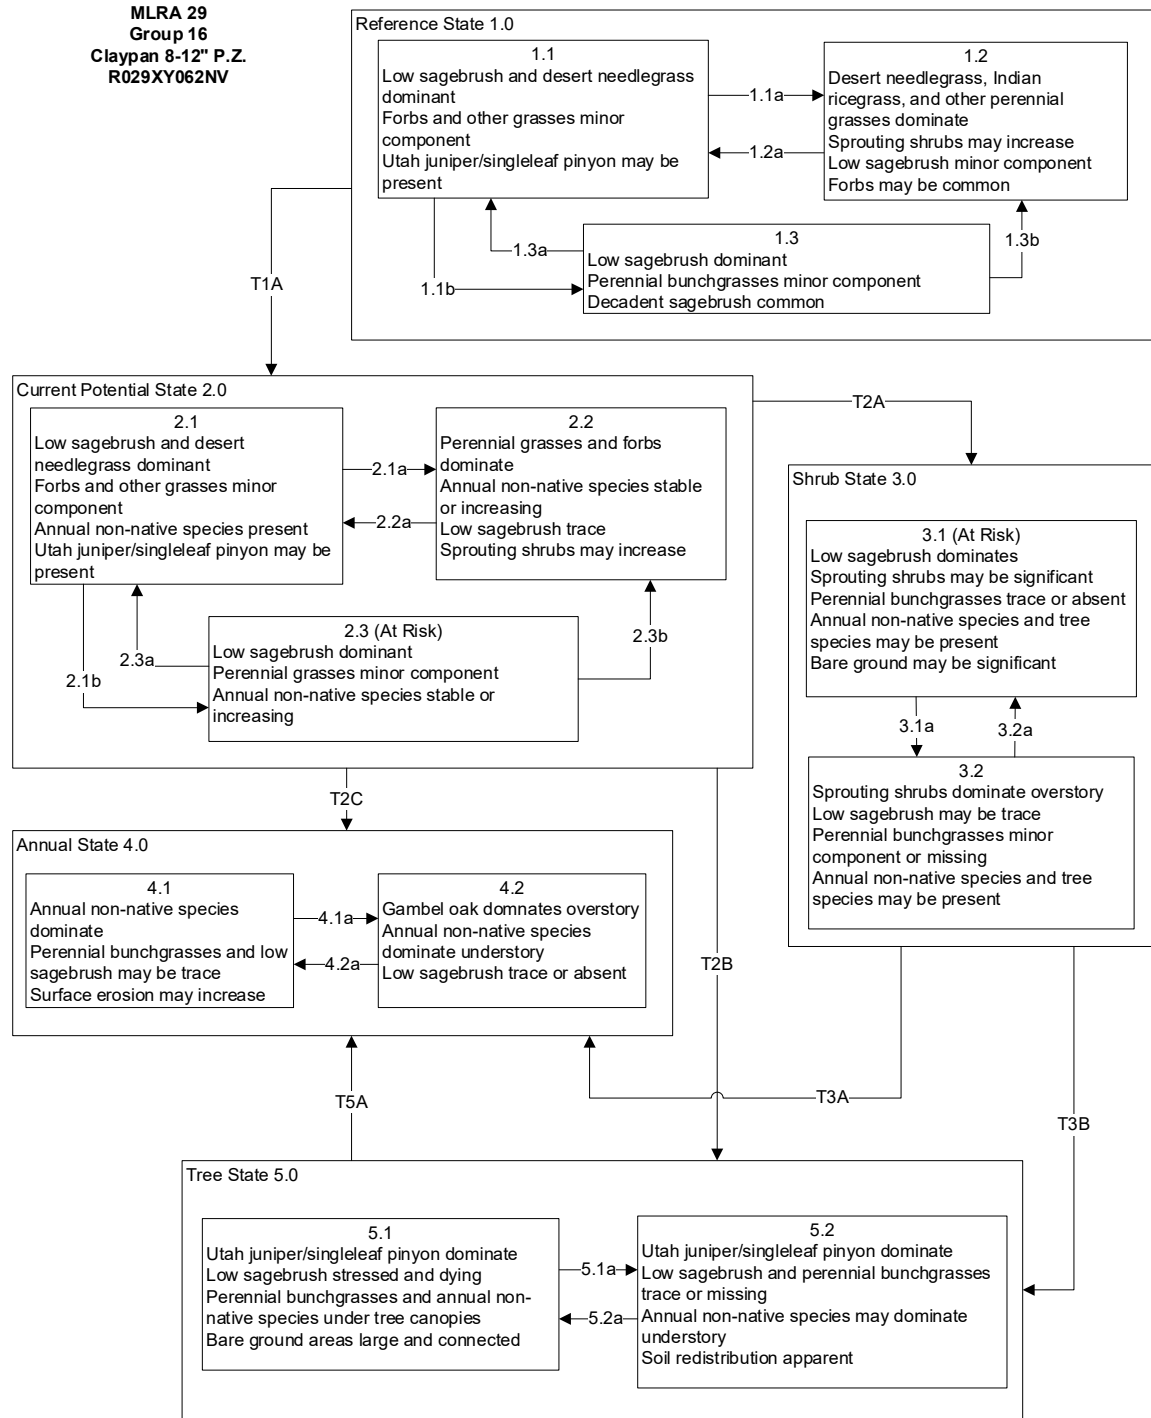 MLRA 29
Group 16
Claypan 8-12" P.Z.
R029XY062NV
Reference State 1.0
1.1
Low sagebrush and desert needlegrass
dominant
Forbs and other grasses minor
component
Utah juniper/singleleaf pinyon may be
present
1.1a
1.2a
1.2
Desert needlegrass, Indian
ricegrass, and other perennial
grasses dominate
Sprouting shrubs may increase
Low sagebrush minor component
Forbs may be common
1.3a
1.1b
1.3
Low sagebrush dominant
Perennial bunchgrasses minor component
Decadent sagebrush common
1.3b
T1A
Current Potential State 2.0
2.1
Low sagebrush and desert
needlegrass dominant
Forbs and other grasses minor
component
Annual non-native species present
Utah juniper/singleleaf pinyon may be
present
2.1a
2.2a
2.2
Perennial grasses and forbs
dominate
Annual non-native species stable
or increasing
Low sagebrush trace
Sprouting shrubs may increase
2.3a
2.1b
2.3 (At Risk)
Low sagebrush dominant
Perennial grasses minor component
Annual non-native species stable or
increasing
2.3b
T2A
Shrub State 3.0
3.1 (At Risk)
Low sagebrush dominates
Sprouting shrubs may be significant
Perennial bunchgrasses trace or absent
Annual non-native species and tree
species may be present
Bare ground may be significant
3.1a
3.2a
3.2
Sprouting shrubs dominate overstory
Low sagebrush may be trace
Perennial bunchgrasses minor
component or missing
Annual non-native species and tree
species may be present
T2C
Annual State 4.0
4.1
Annual non-native species
dominate
Perennial bunchgrasses and low
sagebrush may be trace
Surface erosion may increase
4.1a
4.2a
4.2
Gambel oak domnates overstory
Annual non-native species
dominate understory
Low sagebrush trace or absent
T2B
T5A
T3A
T3B
Tree State 5.0
5.1
Utah juniper/singleleaf pinyon dominate
Low sagebrush stressed and dying
Perennial bunchgrasses and annual non-
native species under tree canopies
Bare ground areas large and connected
5.1a
5.2a
5.2
Utah juniper/singleleaf pinyon dominate
Low sagebrush and perennial bunchgrasses
trace or missing
Annual non-native species may dominate
understory
Soil redistribution apparent